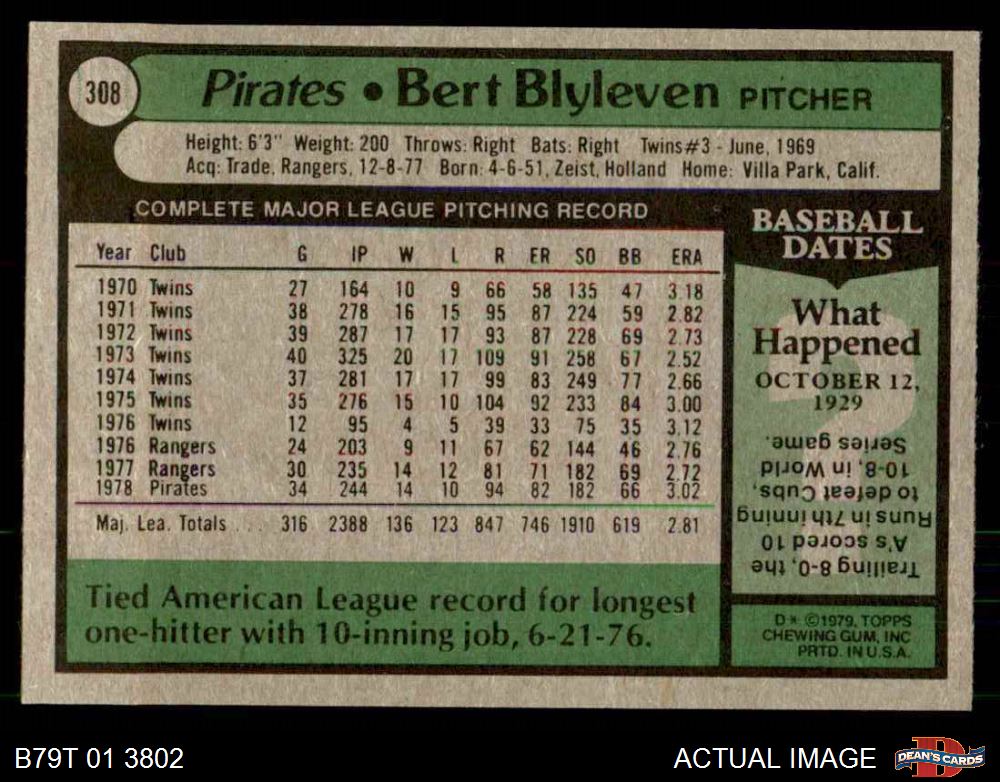 308
Pirates • Bert Blyleven PITCHER
Height: 6'3" Weight: 200 Throws: Right Bats: Right Twins#3 - June, 1969
Acq: Trade, Rangers, 12-8-77 Born: 4-6-51, Zeist, Holland Home: Villa Park, Calif.
COMPLETE MAJOR LEAGUE PITCHING RECORD
Year Club G IP W L R ER SO BB ERA
1970 Twins 27 164 10 9 66 58 135 47 3.18
1971 Twins 38 278 16 15 95 87 224 59 2.82
1972 Twins 39 287 17 17 93 87 228 69 2.73
1973 Twins 40 325 20 17 109 91 258 67 2.52
1974 Twins 37 281 17 17 99 83 249 77 2.66
1975 Twins 35 276 15 10 104 92 233 84 3.00
1976 Twins 12 95 4 5 39 33 75 35 3.12
1976 Rangers 24 203 9 11 67 62 144 46 2.76
1977 Rangers 30 235 14 12 81 71 182 69 2.72
1978 Pirates 34 244 14 10 94 82 182 66 3.02
Maj. Lea. Totals . . . 316 2388 136 123 847 746 1910 619 2.81
Tied American League record for longest
one-hitter with 10-inning job, 6-21-76.
BASEBALL
DATES
What
Happened
OCTOBER 12,
1929
Trailing 8-0, the
A's scored 10
Runs in 7th inning
to defeat Cubs,
10-8, in World
Series game.
D* ©1979, TOPPS
CHEWING GUM, INC
PRTD. IN U.S.A.
B79T 01 3802
ACTUAL IMAGE
D
DEAN'S CARDS